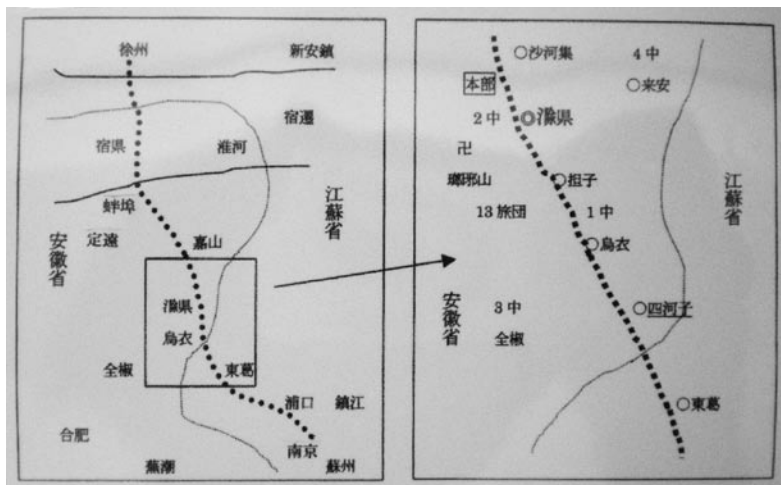 徐州
新安鎮
宿遷
宿県
淮河
江蘇省
蚌埠
定遠
安徽省
嘉山
滁県
烏衣
全椒
東葛
浦口
鎮江
合肥
南京
蕪潮
蘇州
沙河集
4中
本部
来安
2中
滁県
卍
瑯邪山
担子
江蘇省
13旅団
1中
烏衣
安徽省
3中
四河子
全椒
東葛